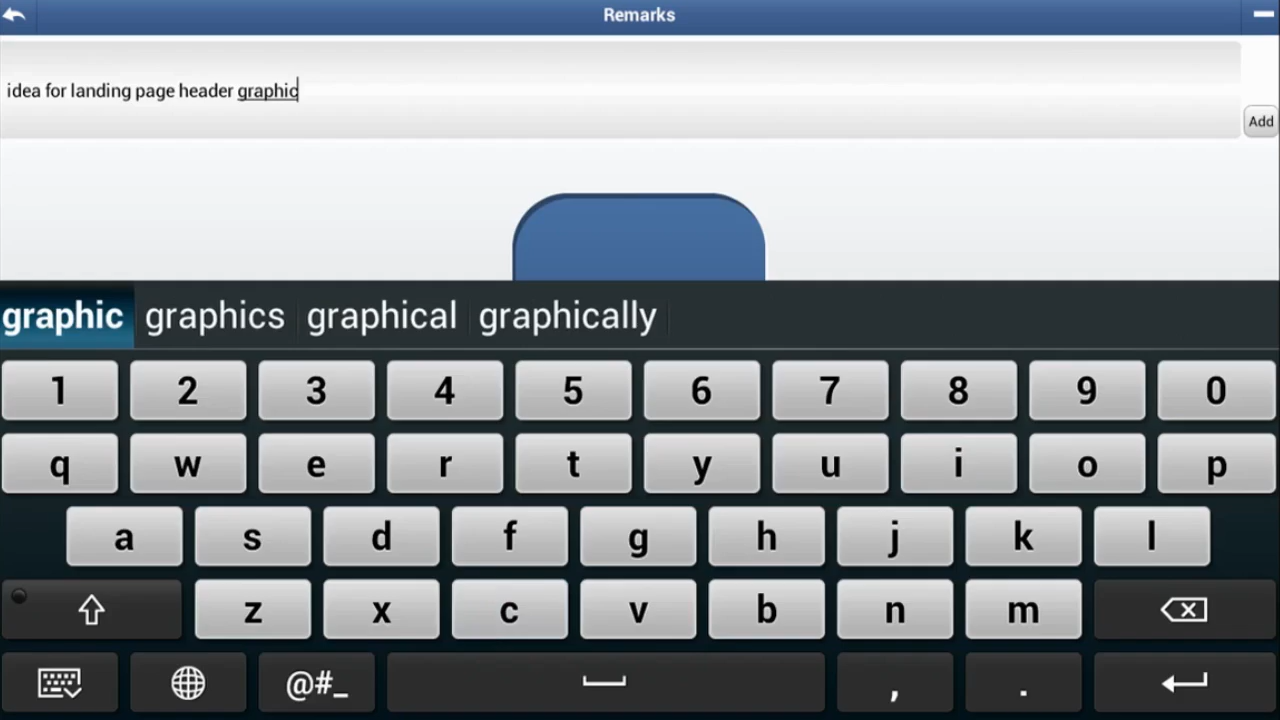 Remarks
idea for landing page header graphic
Add
graphic graphics graphical graphically
1 2 3 4 5 6 7 8 9 0
q w e r t y u i o p
a s d f g h j k l
z x c v b n m
@#_ , .